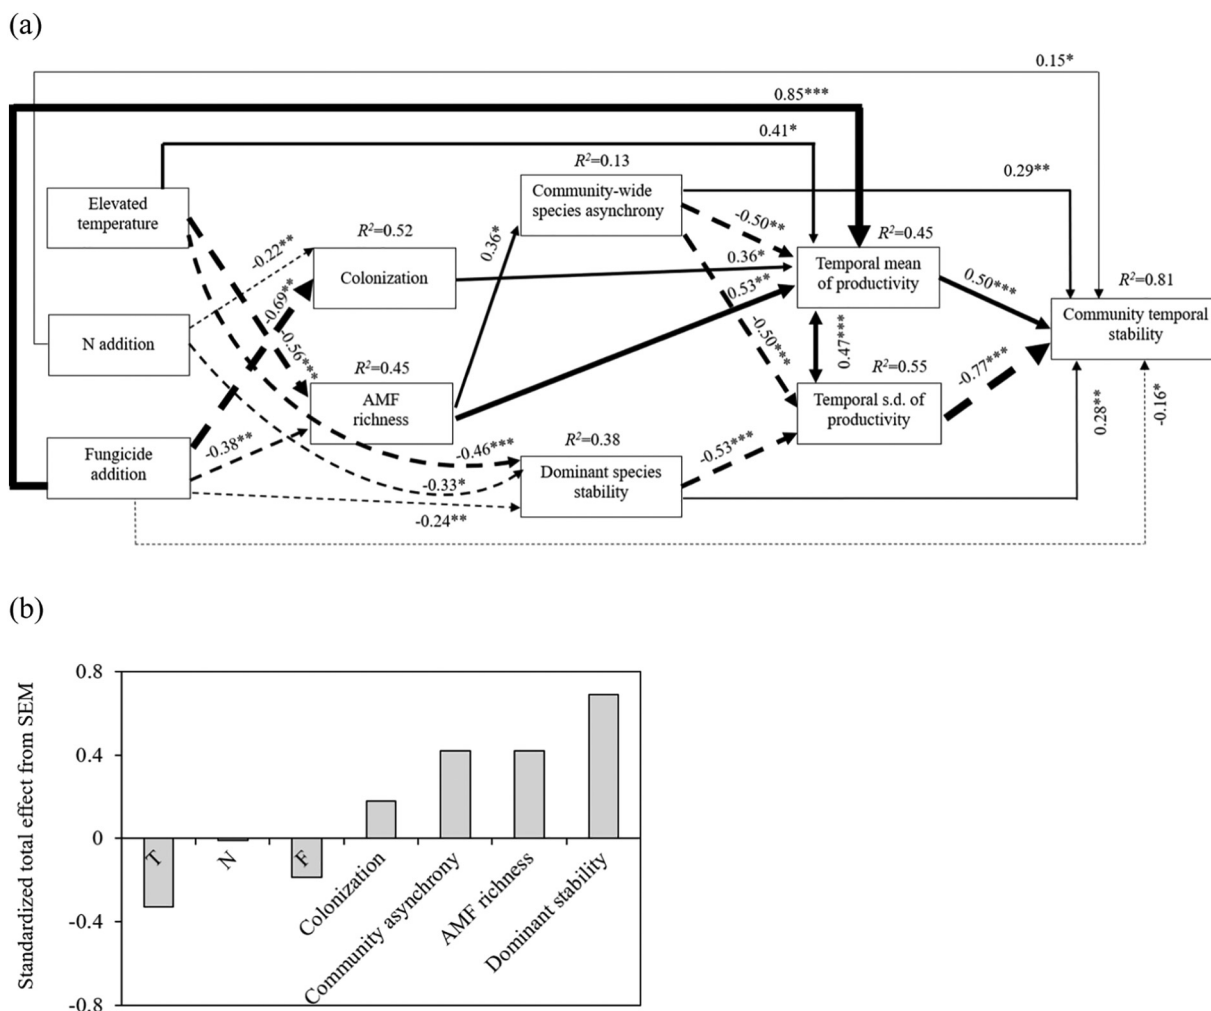 (a)
0.15*
0.85***
0.41*
R²=0.13
0.29**
Elevated
temperature
Community-wide
species asynchrony
-0.50**
R²=0.45
R²=0.52
-0.22**
0.36*
Colonization
0.36*
Temporal mean
of productivity
0.50***
R²=0.81
-0.69**
0.53**
Community temporal
stability
N addition
-0.56***
-0.50***
0.47***
R²=0.45
R²=0.55
-0.77***
AMF
richness
Temporal s.d. of
productivity
0.28**
-0.16*
Fungicide
addition
-0.38**
-0.46***
R²=0.38
-0.53***
Dominant species
stability
-0.33*
-0.24**
(b)
Standardized total effect from SEM
0.8
0.4
0
-0.4
-0.8
T
N
F
Colonization
Community asynchrony
AMF richness
Dominant stability